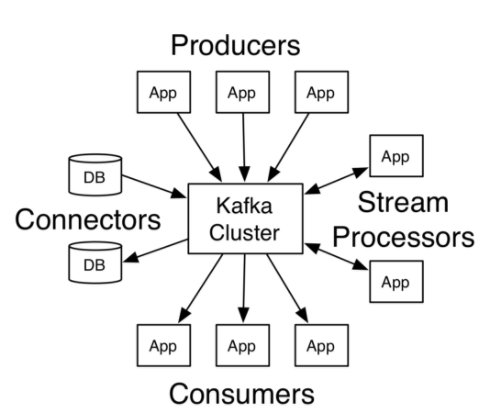 Producers
App
App
App
DB
App
Kafka
Cluster
Connectors
Stream
Processors
DB
App
App
App
App
Consumers